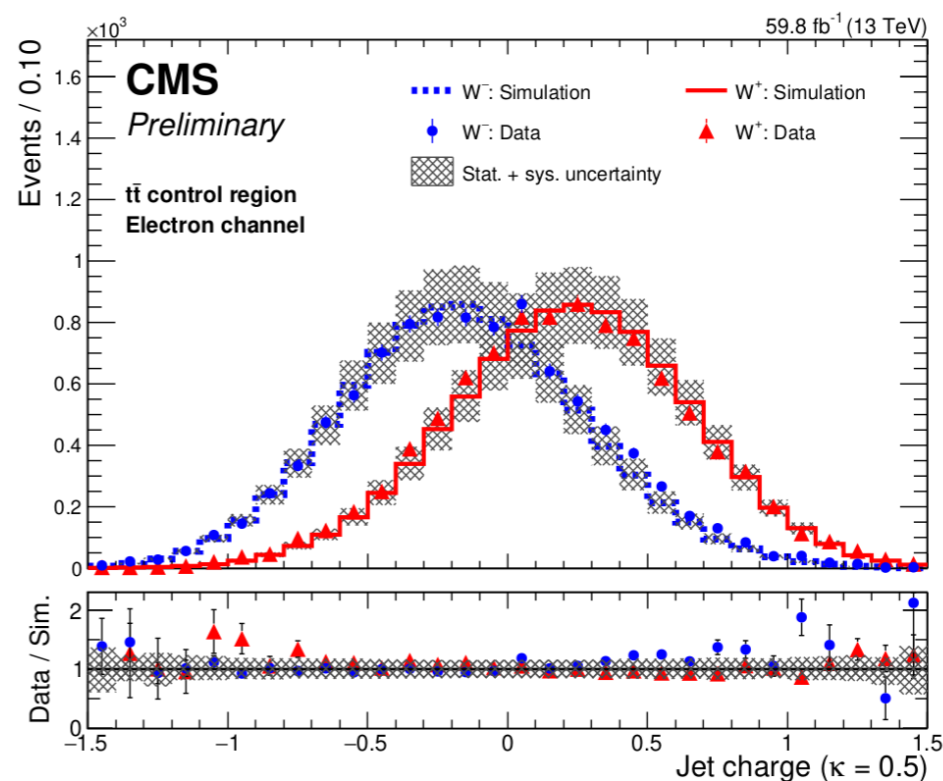 59.8 fb⁻¹ (13 TeV)
×10³
Events / 0.10
1.6
1.4
1.2
1
0.8
0.6
0.4
0.2
0
CMS
Preliminary
tt̄ control region
Electron channel
W⁻: Simulation
W⁺: Simulation
W⁻: Data
W⁺: Data
Stat. + sys. uncertainty
Data / Sim.
2
1
0
−1.5
−1
−0.5
0
0.5
1
1.5
Jet charge (κ = 0.5)